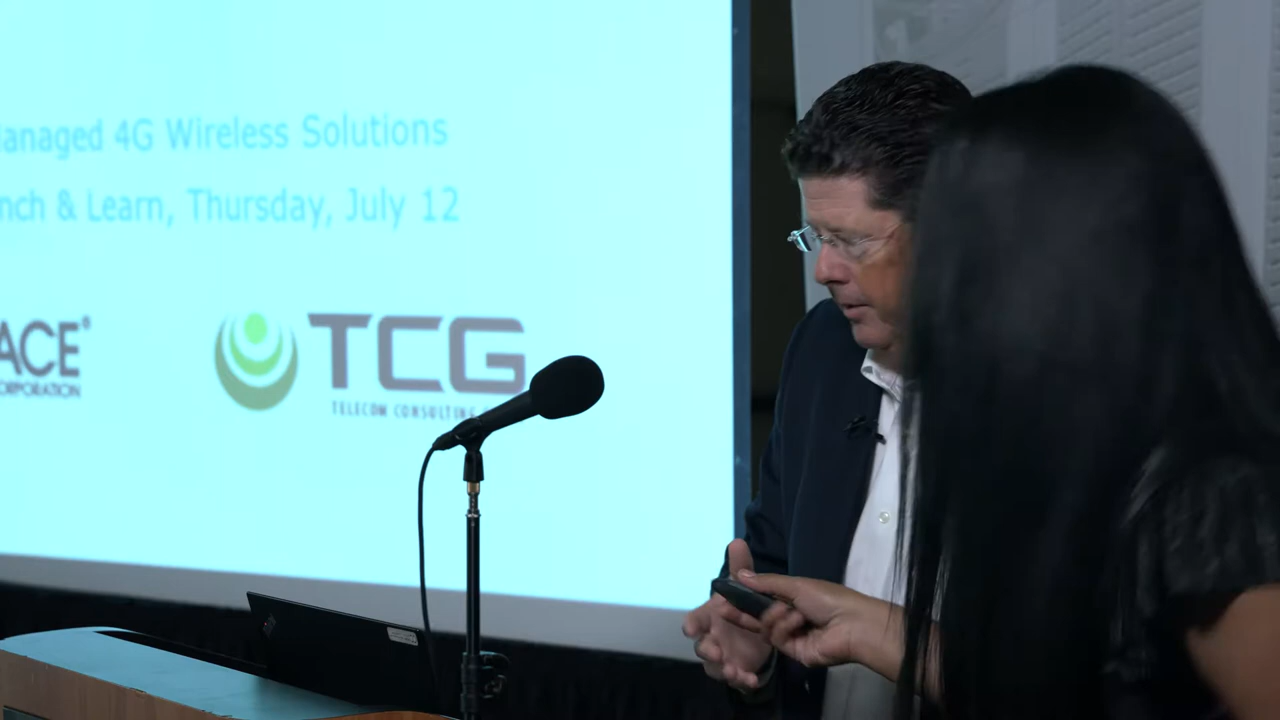 anaged 4G Wireless Solutions
nch & Learn, Thursday, July 12
ACE®
ORPORATION
TCG
TELECOM CONSULTING